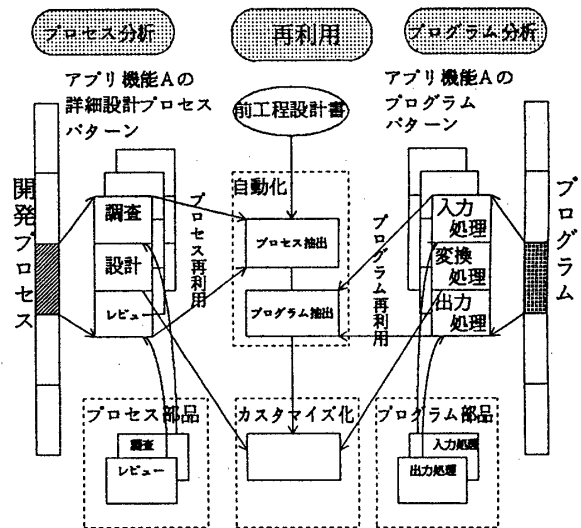 プロセス分析
再利用
プログラム分析
アプリ機能Aの
詳細設計プロセス
パターン
前工程設計書
アプリ機能Aの
プログラム
パターン
開発プロセス
調査
設計
レビュー
プロセス再利用
自動化
プロセス抽出
プログラム抽出
プログラム再利用
入力
処理
変換
処理
出力
処理
プログラム
プロセス部品
調査
レビュー
カスタマイズ化
プログラム部品
入力処理
出力処理